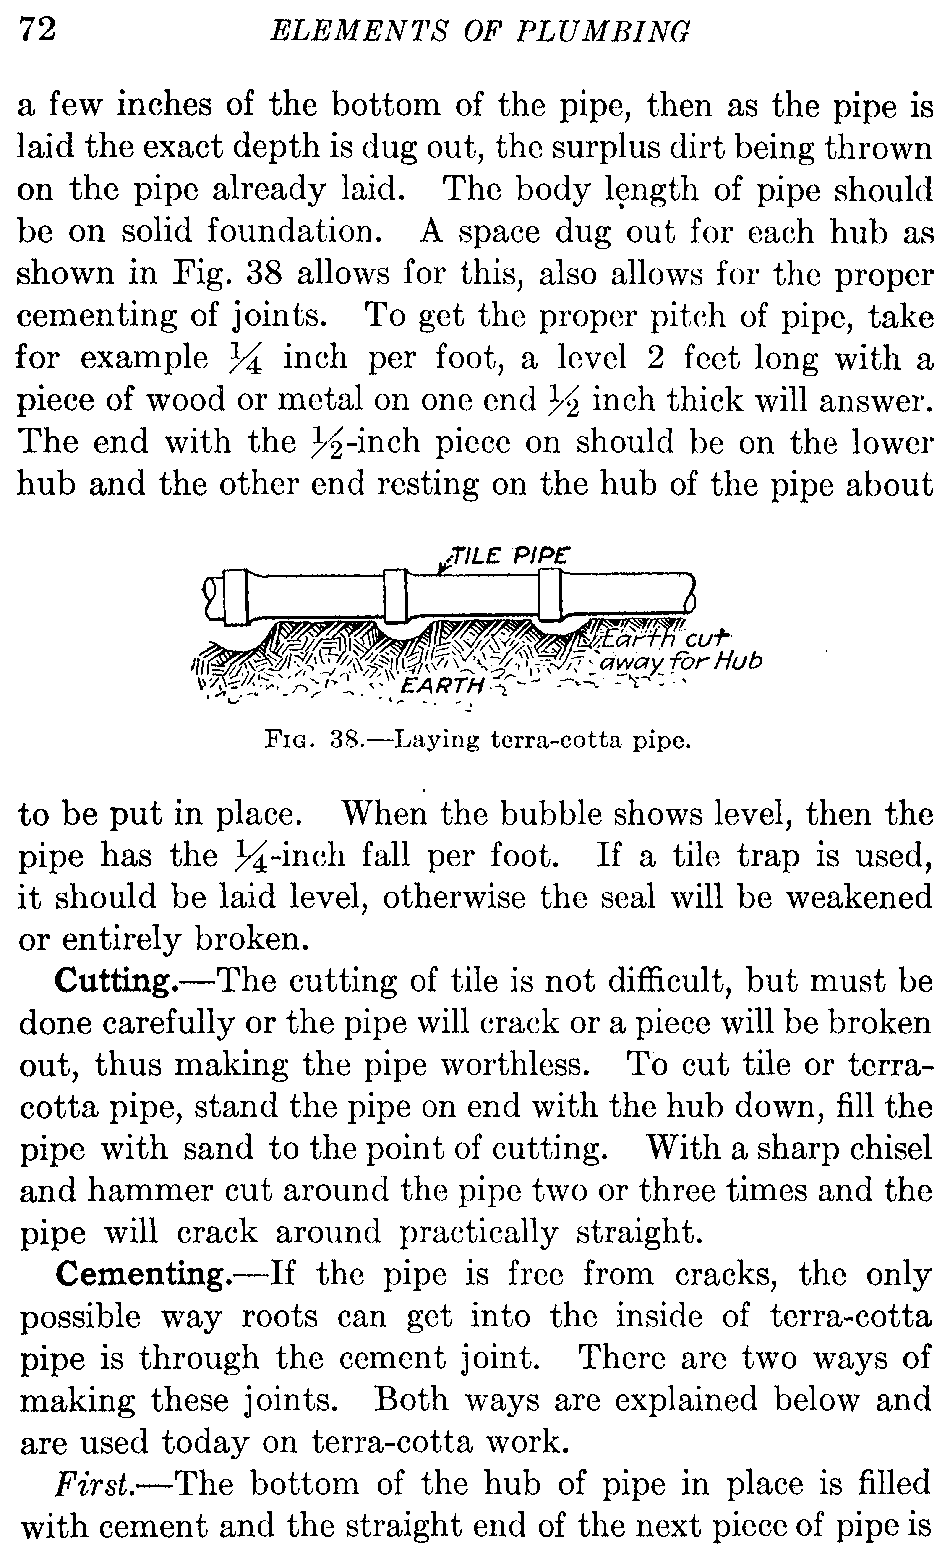 72 ELEMENTS OF PLUMBING
a few inches of the bottom of the pipe, then as the pipe is
laid the exact depth is dug out, the surplus dirt being thrown
on the pipe already laid. The body length of pipe should
be on solid foundation. A space dug out for each hub as
shown in Fig. 38 allows for this, also allows for the proper
cementing of joints. To get the proper pitch of pipe, take
for example ¼ inch per foot, a level 2 feet long with a
piece of wood or metal on one end ½ inch thick will answer.
The end with the ½-inch piece on should be on the lower
hub and the other end resting on the hub of the pipe about
TILE PIPE
Earth cut
away for Hub
EARTH
FIG. 38.—Laying terra-cotta pipe.
to be put in place. When the bubble shows level, then the
pipe has the ¼-inch fall per foot. If a tile trap is used,
it should be laid level, otherwise the seal will be weakened
or entirely broken.
Cutting.—The cutting of tile is not difficult, but must be
done carefully or the pipe will crack or a piece will be broken
out, thus making the pipe worthless. To cut tile or terra-
cotta pipe, stand the pipe on end with the hub down, fill the
pipe with sand to the point of cutting. With a sharp chisel
and hammer cut around the pipe two or three times and the
pipe will crack around practically straight.
Cementing.—If the pipe is free from cracks, the only
possible way roots can get into the inside of terra-cotta
pipe is through the cement joint. There are two ways of
making these joints. Both ways are explained below and
are used today on terra-cotta work.
First.—The bottom of the hub of pipe in place is filled
with cement and the straight end of the next piece of pipe is